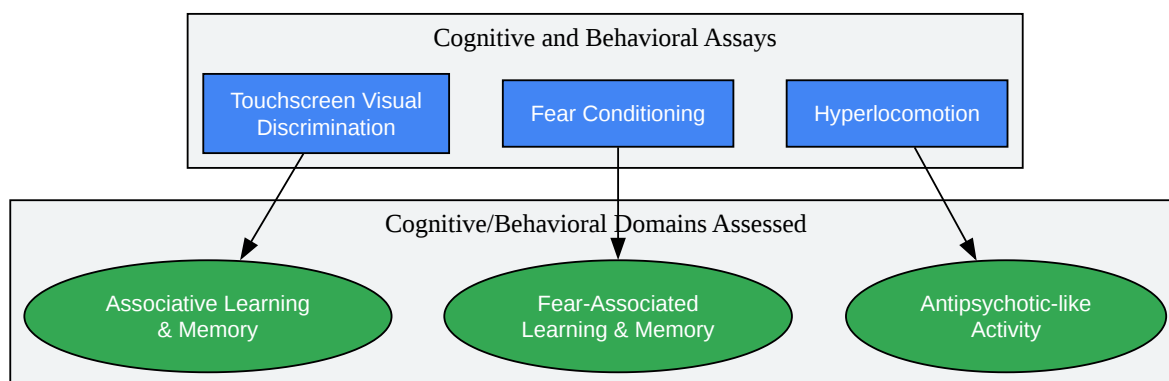 Cognitive and Behavioral Assays
Touchscreen Visual
Discrimination
Fear Conditioning
Hyperlocomotion
Cognitive/Behavioral Domains Assessed
Associative Learning
& Memory
Fear-Associated
Learning & Memory
Antipsychotic-like
Activity